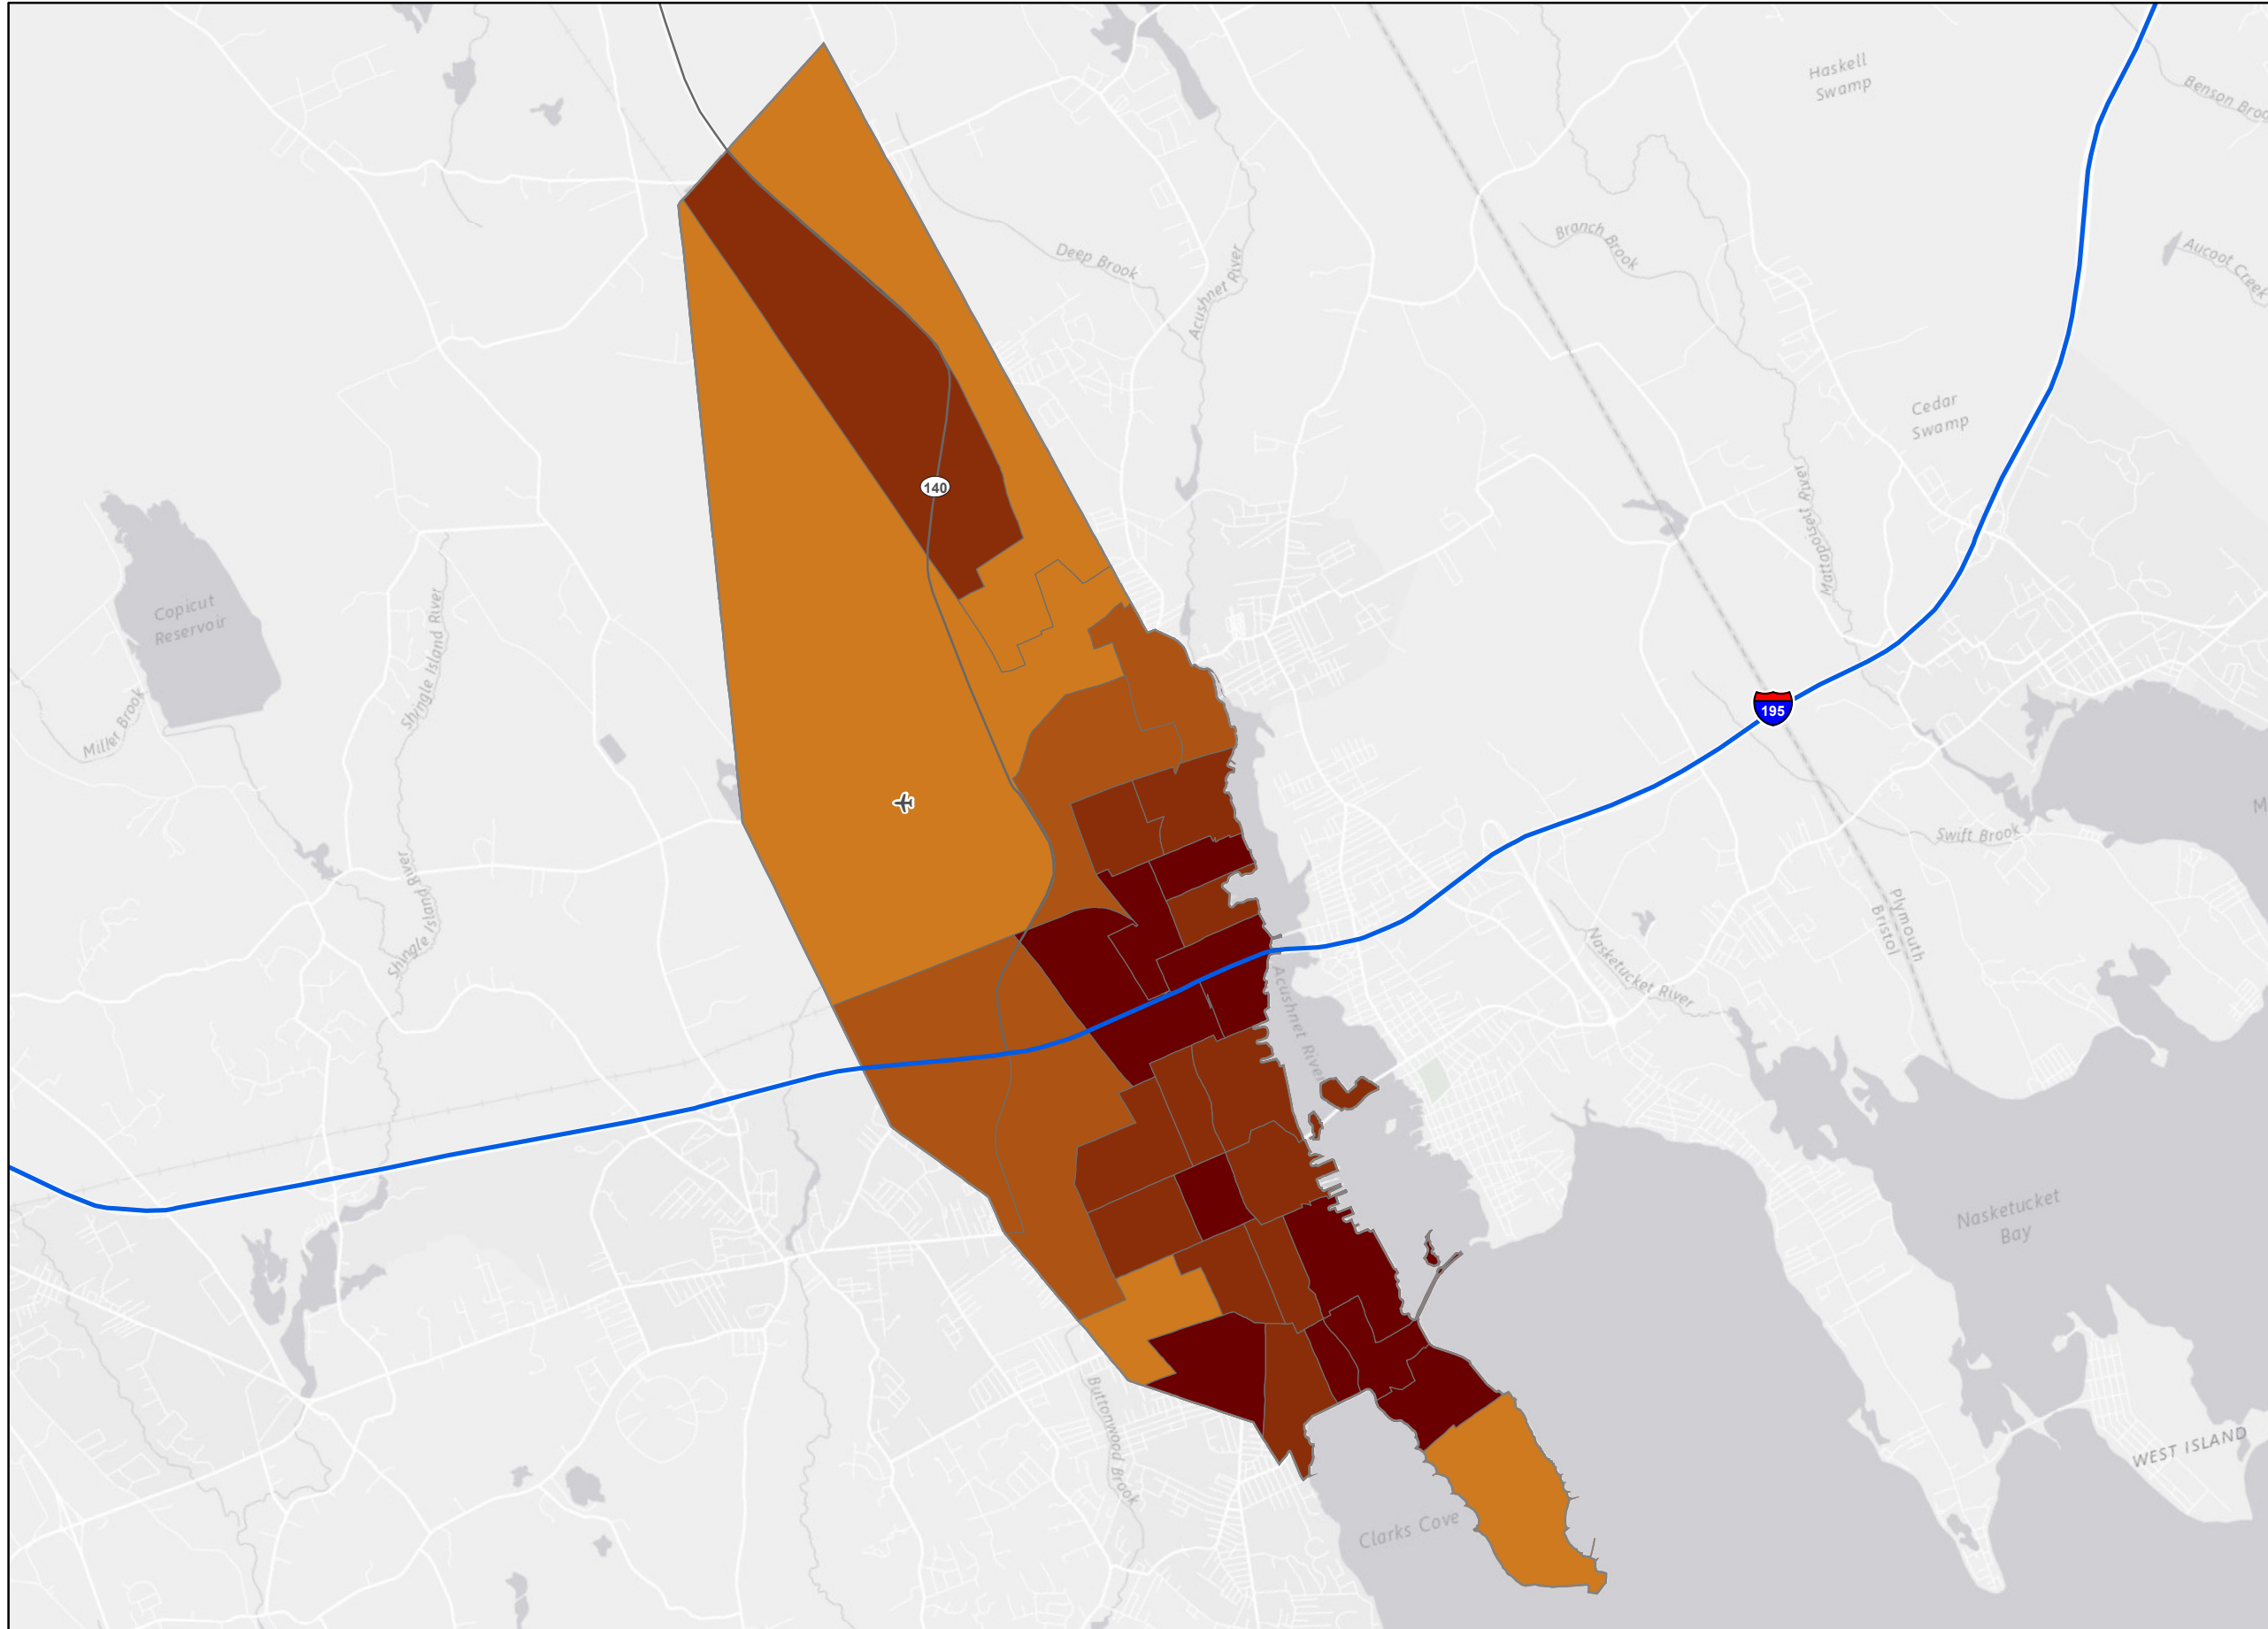 Haskell
Swamp
Benson Broo
Branch
Brook
Deep Brook
Acushnet River
Aucoot Creek
Cedar
Swamp
140
Mattapoisett River
Copicut
Reservoir
Shingle Island River
Miller Brook
195
M
Swift Brook
Shingle Island River
Plymouth
Bristol
Nasketucket River
Acushnet River
Nasketucket
Bay
Buttonwood Brook
WEST ISLAND
Clarks Cove